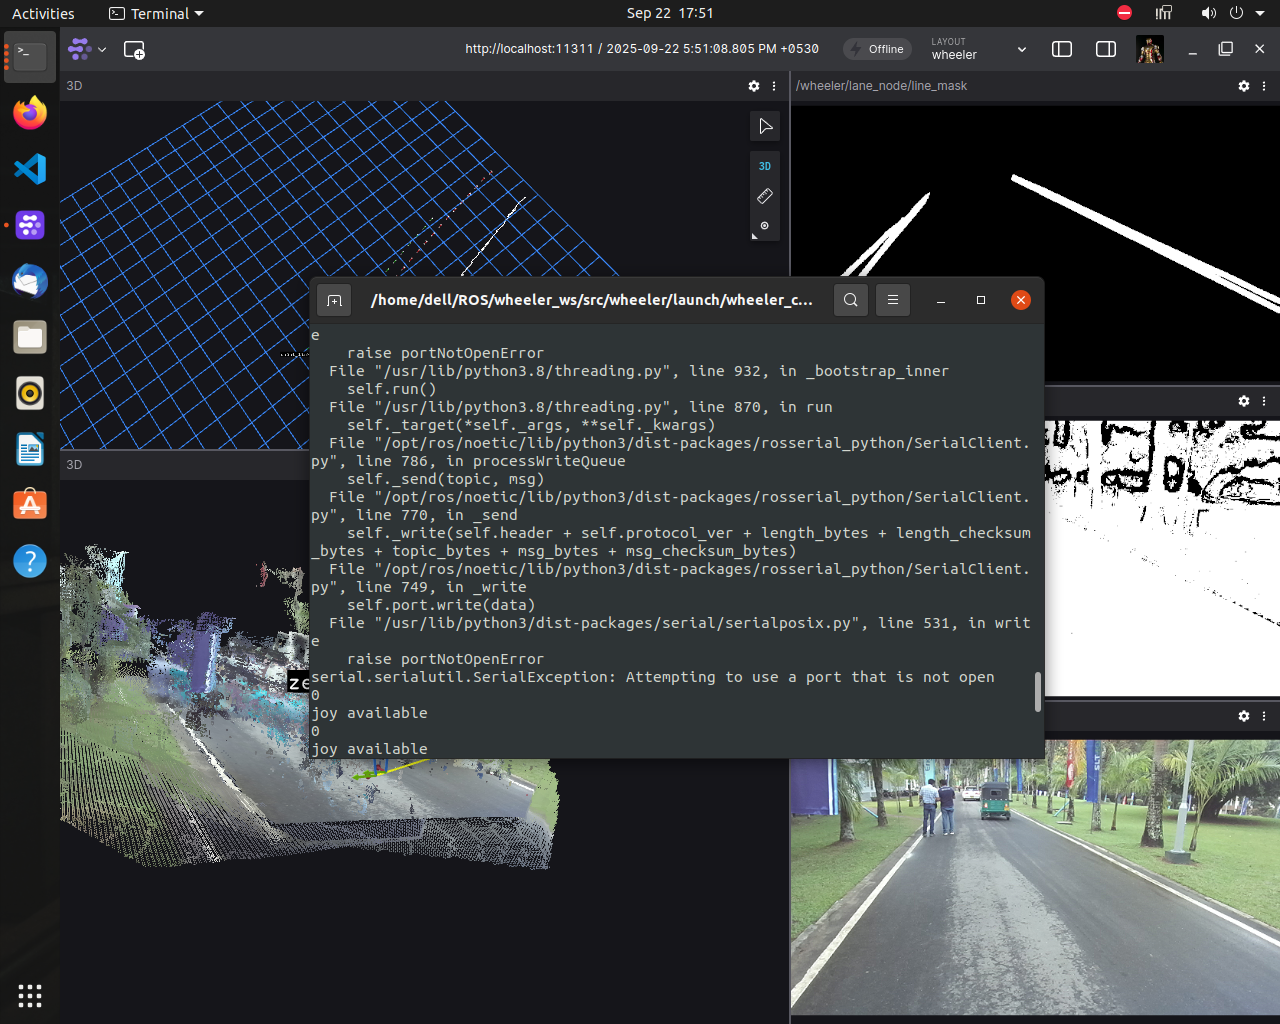 Activities
Terminal
Sep 22 17:51
http://localhost:11311 / 2025-09-22 5:51:08.805 PM +0530
Offline
LAYOUT
wheeler
3D
/wheeler/lane_node/line_mask
3D
/home/dell/ROS/wheeler_ws/src/wheeler/launch/wheeler_c...
e
    raise portNotOpenError
  File "/usr/lib/python3.8/threading.py", line 932, in _bootstrap_inner
    self.run()
  File "/usr/lib/python3.8/threading.py", line 870, in run
    self._target(*self._args, **self._kwargs)
  File "/opt/ros/noetic/lib/python3/dist-packages/rosserial_python/SerialClient.
py", line 786, in processWriteQueue
    self._send(topic, msg)
  File "/opt/ros/noetic/lib/python3/dist-packages/rosserial_python/SerialClient.
py", line 770, in _send
    self._write(self.header + self.protocol_ver + length_bytes + length_checksum
_bytes + topic_bytes + msg_bytes + msg_checksum_bytes)
  File "/opt/ros/noetic/lib/python3/dist-packages/rosserial_python/SerialClient.
py", line 749, in _write
    self.port.write(data)
  File "/usr/lib/python3/dist-packages/serial/serialposix.py", line 531, in writ
e
    raise portNotOpenError
serial.serialutil.SerialException: Attempting to use a port that is not open
0
joy available
0
joy available
3D
ze
SLT